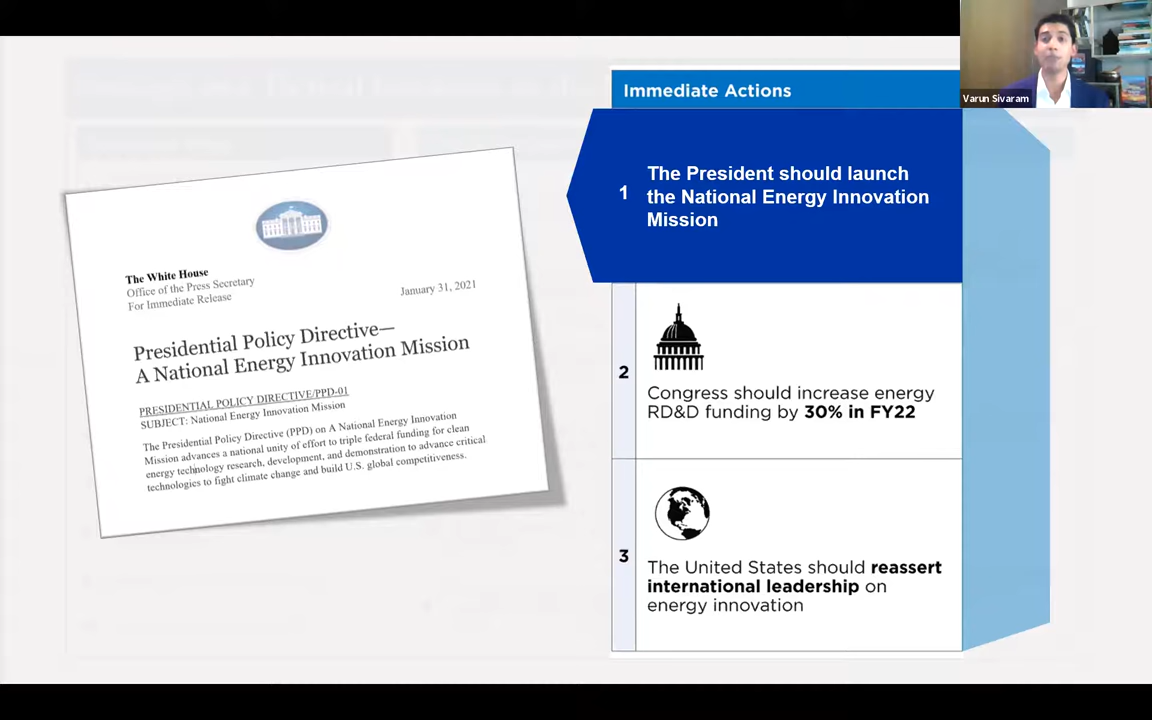 Immediate Actions
Varun Sivaram
1
The President should launch
the National Energy Innovation
Mission
The White House
Office of the Press Secretary
For Immediate Release
January 31, 2021
Presidential Policy Directive—
A National Energy Innovation Mission
PRESIDENTIAL POLICY DIRECTIVE/PPD-01
SUBJECT: National Energy Innovation Mission
The Presidential Policy Directive (PPD) on A National Energy Innovation
Mission advances a national unity of effort to triple federal funding for clean
energy technology research, development, and demonstration to advance critical
technologies to fight climate change and build U.S. global competitiveness.
2
Congress should increase energy
RD&D funding by 30% in FY22
3
The United States should reassert
international leadership on
energy innovation